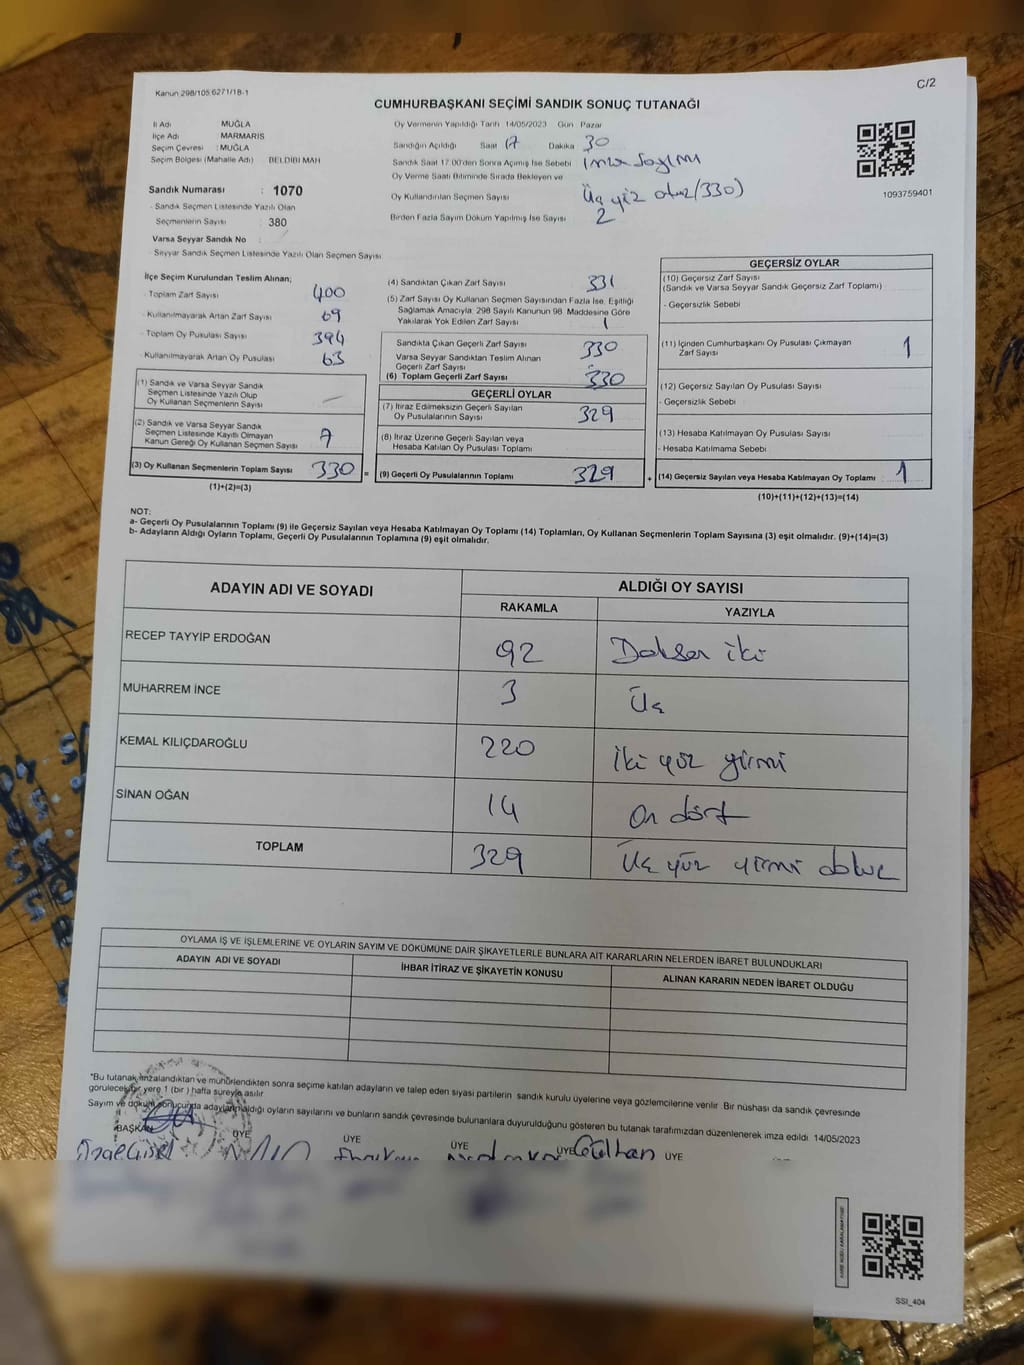 C/2
Kanun 298/105 6271/18-1
CUMHURBAŞKANI SEÇİMİ SANDIK SONUÇ TUTANAĞI
İl Adı MUĞLA
İlçe Adı MARMARİS
Seçim Çevresi : MUĞLA
Seçim Bölgesi (Mahalle Adı) BELDİBİ MAH
Sandık Numarası : 1070
- Sandık Seçmen Listesinde Yazılı Olan
Seçmenlerin Sayısı : 380
Varsa Seyyar Sandık No :
- Seyyar Sandık Seçmen Listesinde Yazılı Olan Seçmen Sayısı
Oy Vermenin Yapıldığı Tarih 14/05/2023 Gün Pazar
Sandığın Açıldığı Saat 17 Dakika 30
Sandık Saat 17:00'den Sonra Açılmış İse Sebebi imza Sayımı
Oy Verme Saati Bitiminde Sırada Bekleyen ve
Oy Kullandırılan Seçmen Sayısı Üç yüz otuz (330)
Birden Fazla Sayım Döküm Yapılmış İse Sayısı 2
1093759401
İlçe Seçim Kurulundan Teslim Alınan;
- Toplam Zarf Sayısı 400
- Kullanılmayarak Artan Zarf Sayısı 69
- Toplam Oy Pusulası Sayısı 394
- Kullanılmayarak Artan Oy Pusulası 63
(1) Sandık ve Varsa Seyyar Sandık
Seçmen Listesinde Yazılı Olup
Oy Kullanan Seçmenlerin Sayısı
(2) Sandık ve Varsa Seyyar Sandık
Seçmen Listesinde Kayıtlı Olmayan
Kanun Gereği Oy Kullanan Seçmen Sayısı
(3) Oy Kullanan Seçmenlerin Toplam Sayısı 330 =
(1)+(2)=(3)
(4) Sandıktan Çıkan Zarf Sayısı 331
(5) Zarf Sayısı Oy Kullanan Seçmen Sayısından Fazla İse, Eşitliği
Sağlamak Amacıyla; 298 Sayılı Kanunun 98. Maddesine Göre
Yakılarak Yok Edilen Zarf Sayısı 1
Sandıkta Çıkan Geçerli Zarf Sayısı 330
Varsa Seyyar Sandıktan Teslim Alınan
Geçerli Zarf Sayısı
(6) Toplam Geçerli Zarf Sayısı 330
GEÇERLİ OYLAR
(7) İtiraz Edilmeksizin Geçerli Sayılan
Oy Pusulalarının Sayısı 329
(8) İtiraz Üzerine Geçerli Sayılan veya
Hesaba Katılan Oy Pusulası Toplamı
(9) Geçerli Oy Pusulalarının Toplamı 329 +
GEÇERSİZ OYLAR
(10) Geçersiz Zarf Sayısı
(Sandık ve Varsa Seyyar Sandık Geçersiz Zarf Toplamı)
- Geçersizlik Sebebi
(11) İçinden Cumhurbaşkanı Oy Pusulası Çıkmayan
Zarf Sayısı 1
(12) Geçersiz Sayılan Oy Pusulası Sayısı
- Geçersizlik Sebebi
(13) Hesaba Katılmayan Oy Pusulası Sayısı
- Hesaba Katılmama Sebebi
(14) Geçersiz Sayılan veya Hesaba Katılmayan Oy Toplamı 1
(10)+(11)+(12)+(13)=(14)
NOT:
a- Geçerli Oy Pusulalarının Toplamı (9) ile Geçersiz Sayılan veya Hesaba Katılmayan Oy Toplamı (14) Toplamları, Oy Kullanan Seçmenlerin Toplam Sayısına (3) eşit olmalıdır. (9)+(14)=(3)
b- Adayların Aldığı Oyların Toplamı, Geçerli Oy Pusulalarının Toplamına (9) eşit olmalıdır.
ADAYIN ADI VE SOYADI ALDIĞI OY SAYISI
RAKAMLA YAZIYLA
RECEP TAYYİP ERDOĞAN 92 Doksan iki
MUHARREM İNCE 3 Üç
KEMAL KILIÇDAROĞLU 220 İki yüz yirmi
SİNAN OĞAN 14 On dört
TOPLAM 329 Üç yüz yirmi dokuz
OYLAMA İŞ VE İŞLEMLERİNE VE OYLARIN SAYIM VE DÖKÜMÜNE DAİR ŞİKAYETLERLE BUNLARA AİT KARARLARIN NELERDEN İBARET BULUNDUKLARI
ADAYIN ADI VE SOYADI İHBAR İTİRAZ VE ŞİKAYETİN KONUSU ALINAN KARARIN NEDEN İBARET OLDUĞU
*Bu tutanak imzalandıktan ve mühürlendikten sonra seçime katılan adayların ve talep eden siyasi partilerin sandık kurulu üyelerine veya gözlemcilerine verilir. Bir nüshası da sandık çevresinde
görülecek bir yere 1 (bir) hafta süreyle asılır
Sayım ve döküm sonucunda adayların aldığı oyların sayılarını ve bunların sandık çevresinde bulunanlara duyurulduğunu gösteren bu tutanak tarafımızdan düzenlenerek imza edildi. 14/05/2023
BAŞKAN ÜYE ÜYE ÜYE ÜYE ÜYE
SSI_404